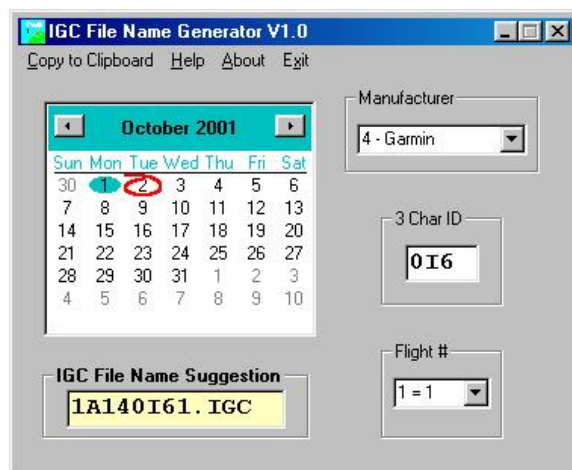 IGC File Name Generator V1.0
Copy to Clipboard Help About Exit
October 2001
Sun Mon Tue Wed Thu Fri Sat
30 1 2 3 4 5 6
7 8 9 10 11 12 13
14 15 16 17 18 19 20
21 22 23 24 25 26 27
28 29 30 31 1 2 3
4 5 6 7 8 9 10
Manufacturer
4 - Garmin
3 Char ID
0I6
Flight #
1 = 1
IGC File Name Suggestion
1A140I61.IGC